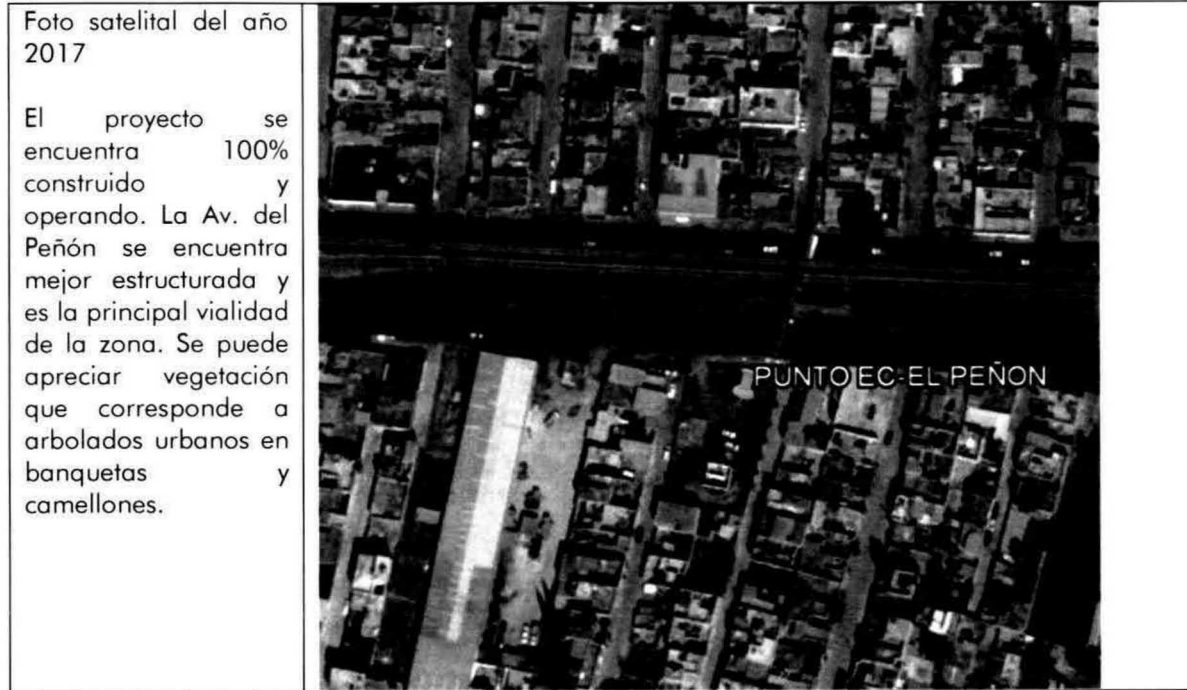 Foto satelital del año
2017
El proyecto se
encuentra 100%
construido y
operando. La Av. del
Peñón se encuentra
mejor estructurada y
es la principal vialidad
de la zona. Se puede
apreciar vegetación
que corresponde a
arbolados urbanos en
banquetas y
camellones.
PUNTO EC-EL PEÑON